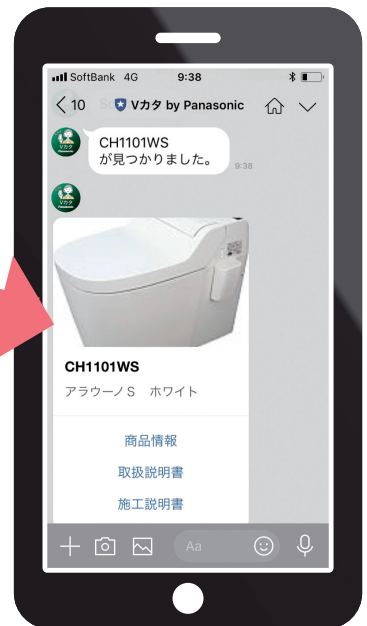 SoftBank 4G 9:38
10 Vカタ by Panasonic
CH1101WS
が見つかりました。
9:38
CH1101WS
アラウーノS ホワイト
商品情報
取扱説明書
施工説明書
Aa